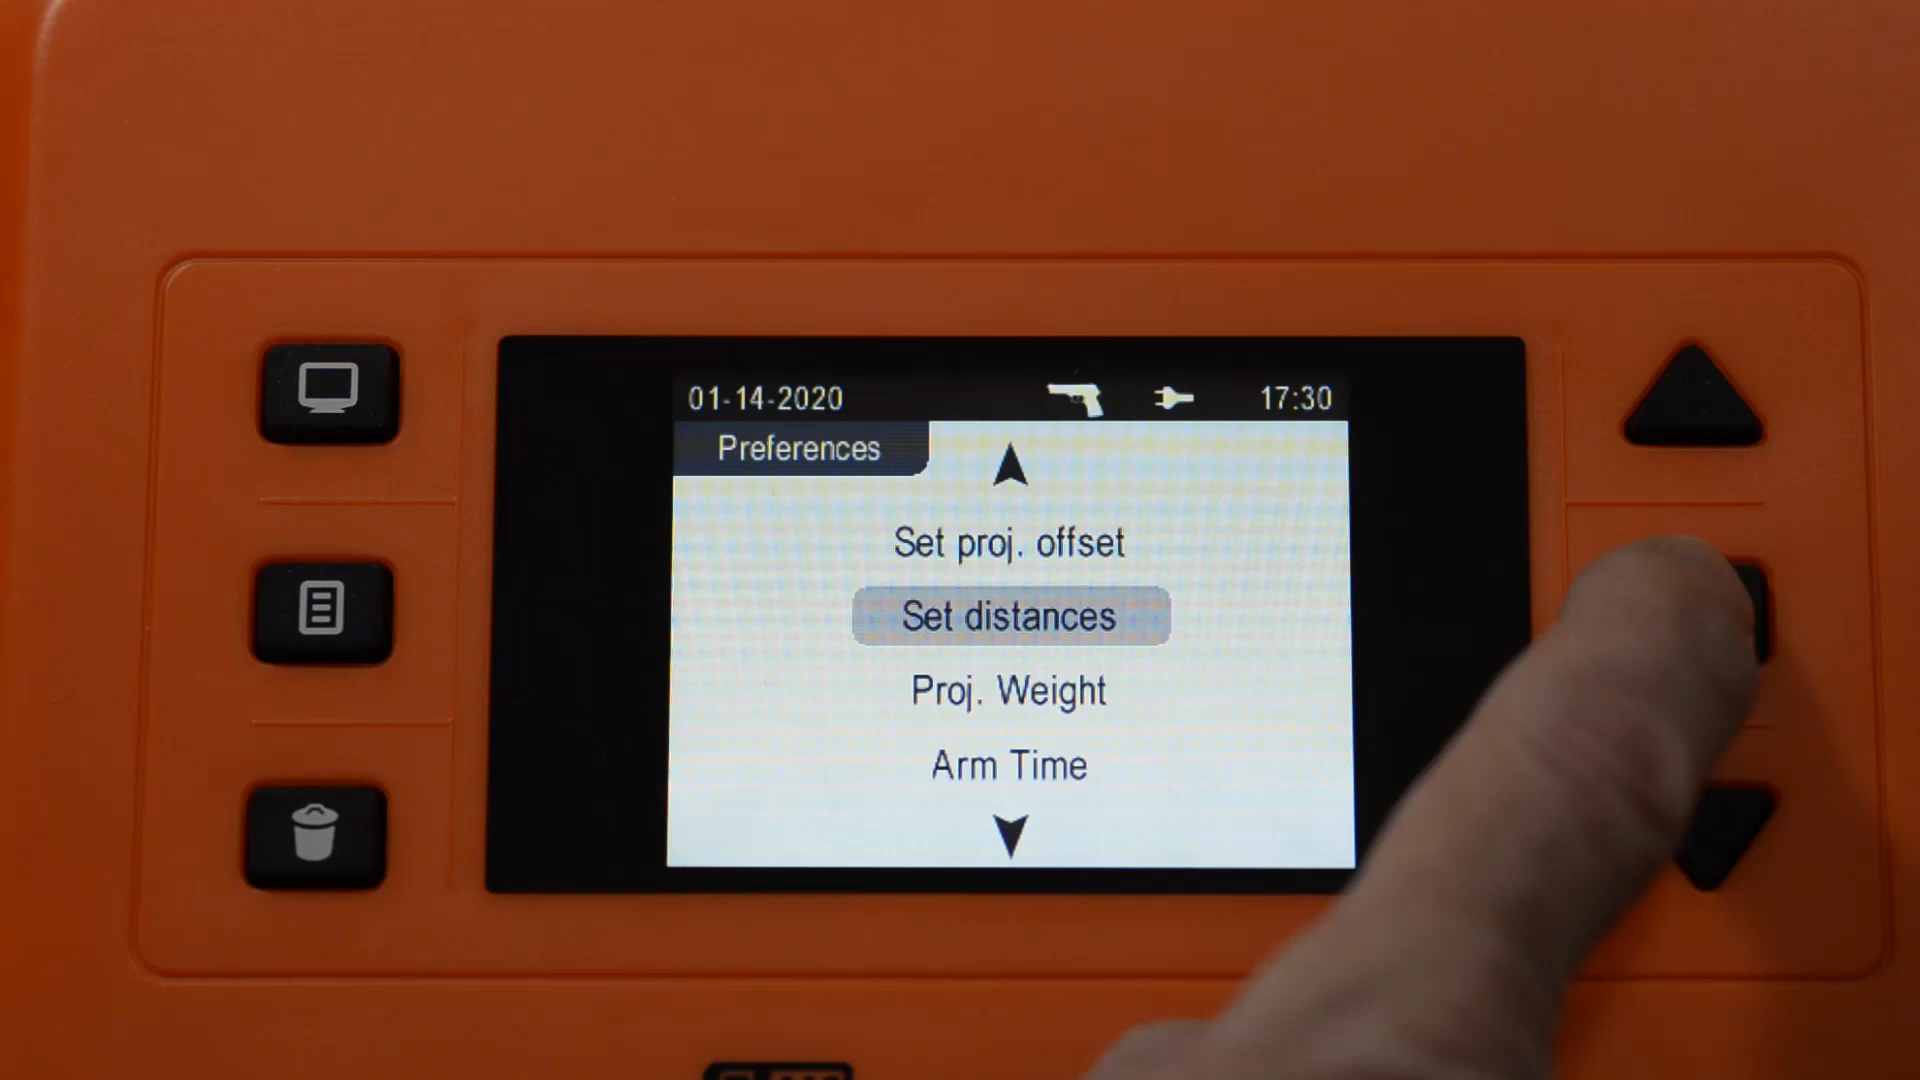 01-14-2020 17:30
Preferences
Set proj. offset
Set distances
Proj. Weight
Arm Time